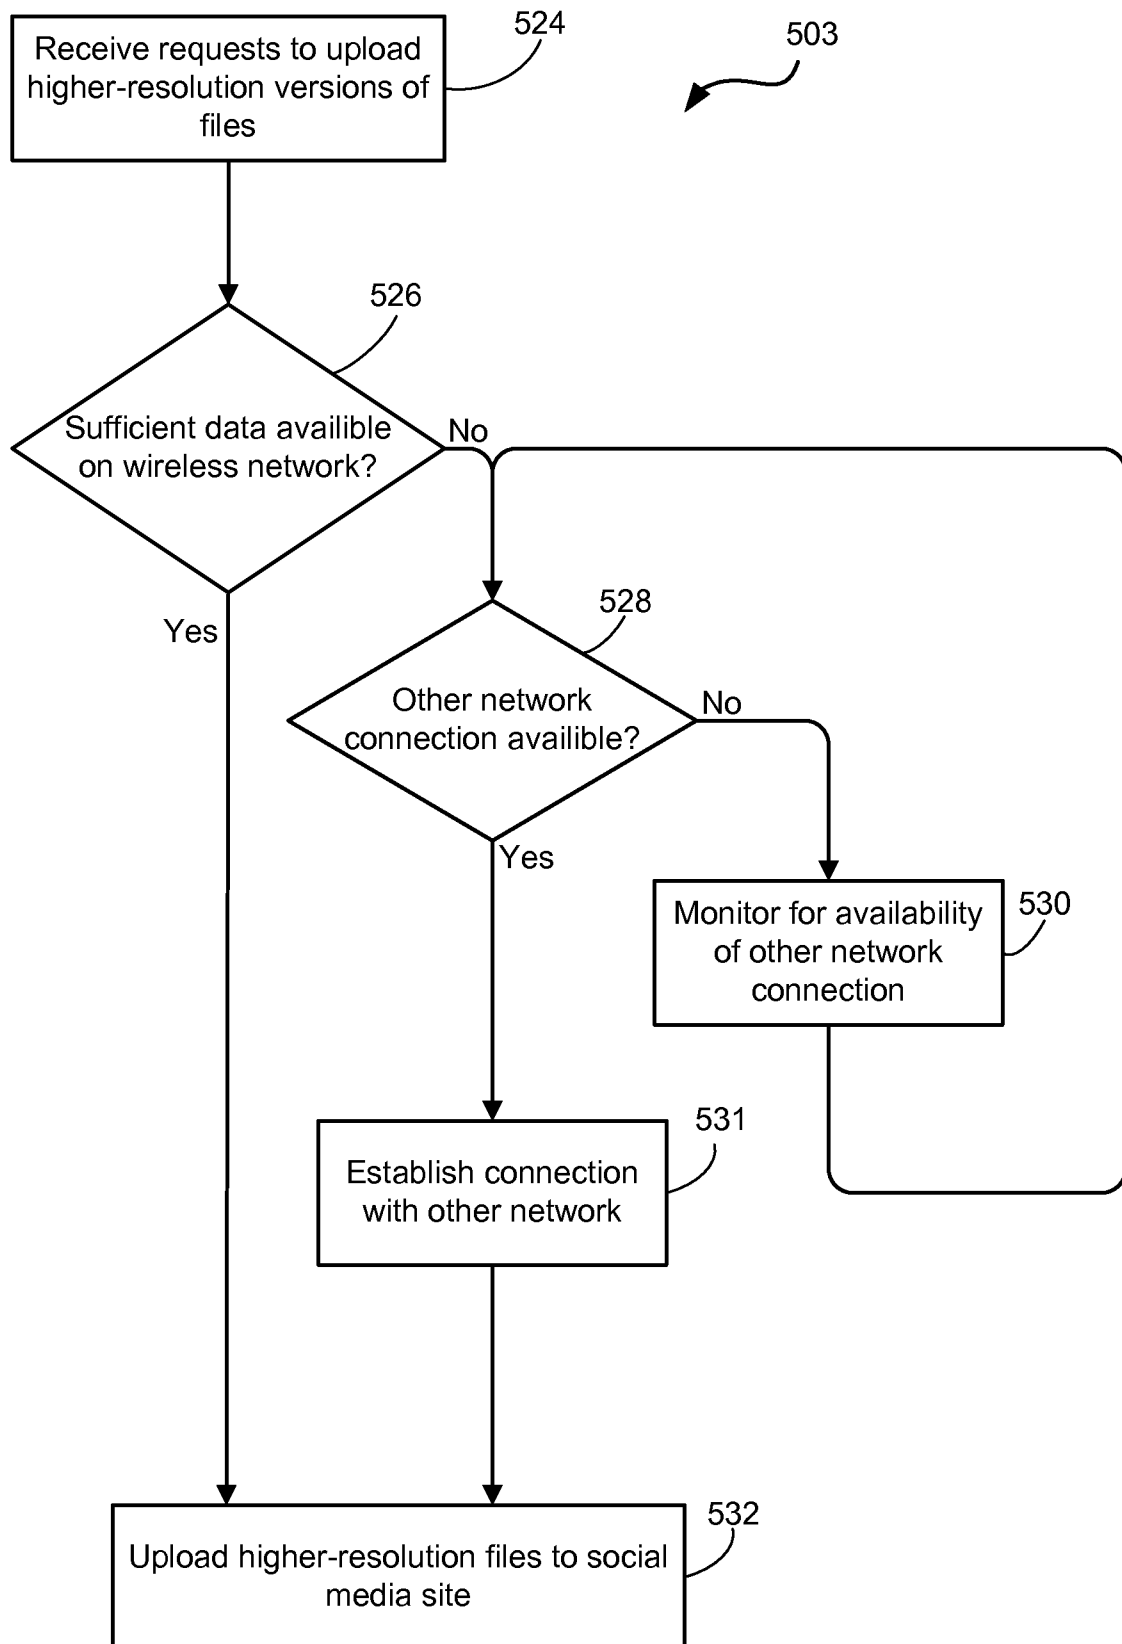 524
503
Receive requests to upload
higher-resolution versions of
files
526
Sufficient data availible
on wireless network?
No
Yes
528
Other network
connection availible?
No
Yes
530
Monitor for availability
of other network
connection
531
Establish connection
with other network
532
Upload higher-resolution files to social
media site